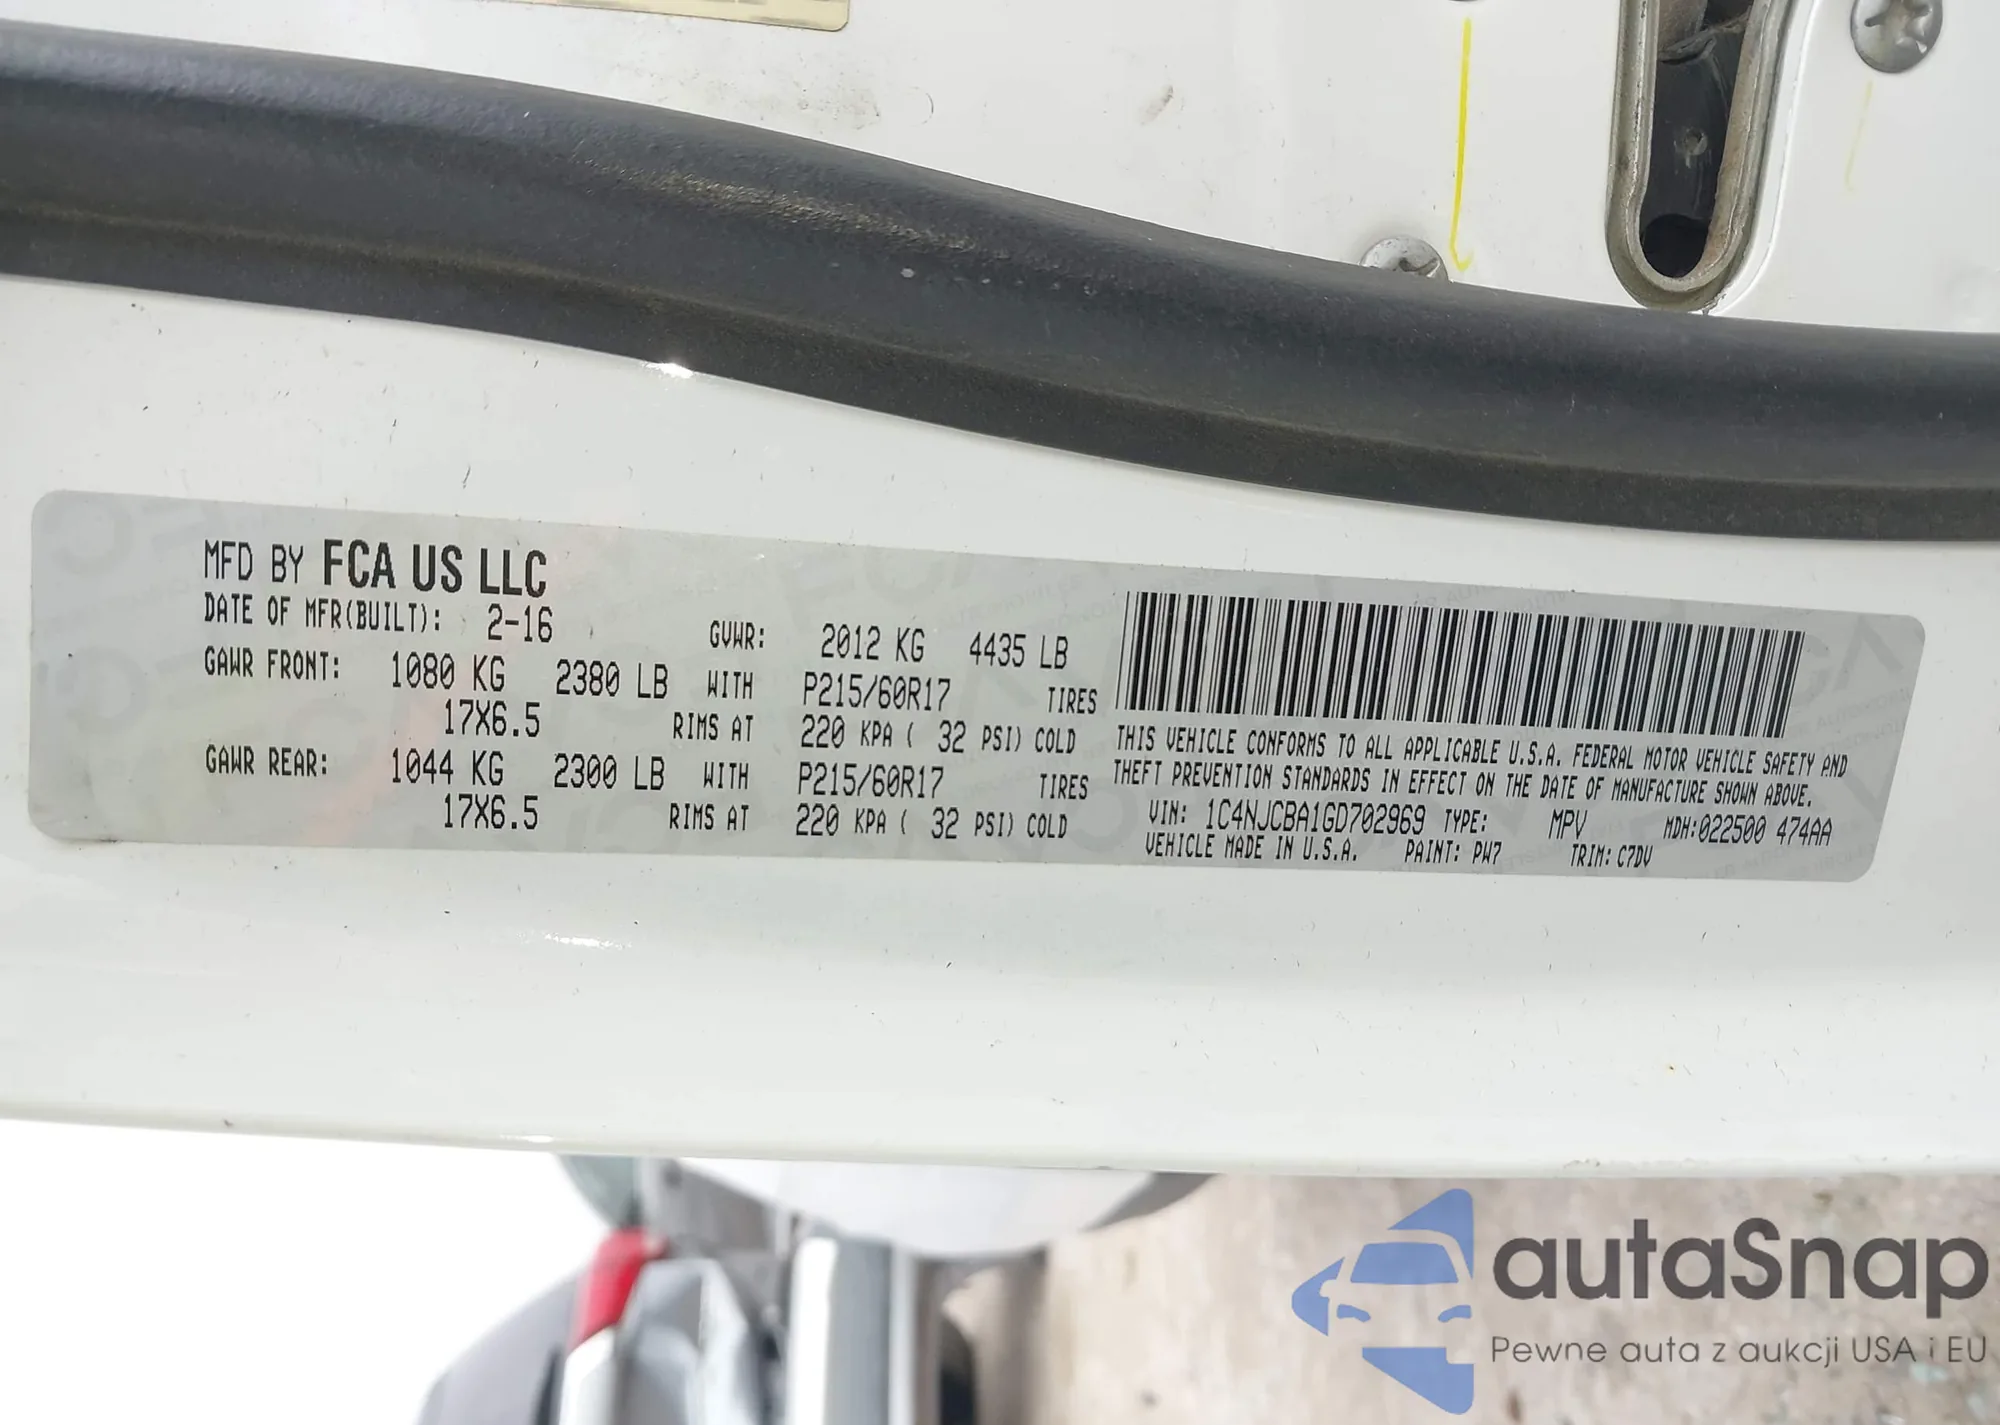 MFD BY FCA US LLC
DATE OF MFR(BUILT): 2-16 GVWR: 2012 KG 4435 LB
GAWR FRONT: 1080 KG 2380 LB WITH P215/60R17 TIRES
17X6.5 RIMS AT 220 KPA ( 32 PSI) COLD
GAWR REAR: 1044 KG 2300 LB WITH P215/60R17 TIRES
17X6.5 RIMS AT 220 KPA ( 32 PSI) COLD
THIS VEHICLE CONFORMS TO ALL APPLICABLE U.S.A. FEDERAL MOTOR VEHICLE SAFETY AND
THEFT PREVENTION STANDARDS IN EFFECT ON THE DATE OF MANUFACTURE SHOWN ABOVE.
VIN: 1C4NJCBA1GD702969 TYPE: MPV MDH:022500 474AA
VEHICLE MADE IN U.S.A. PAINT: PW7 TRIM: C7DV
autaSnap
Pewne auta z aukcji USA i EU